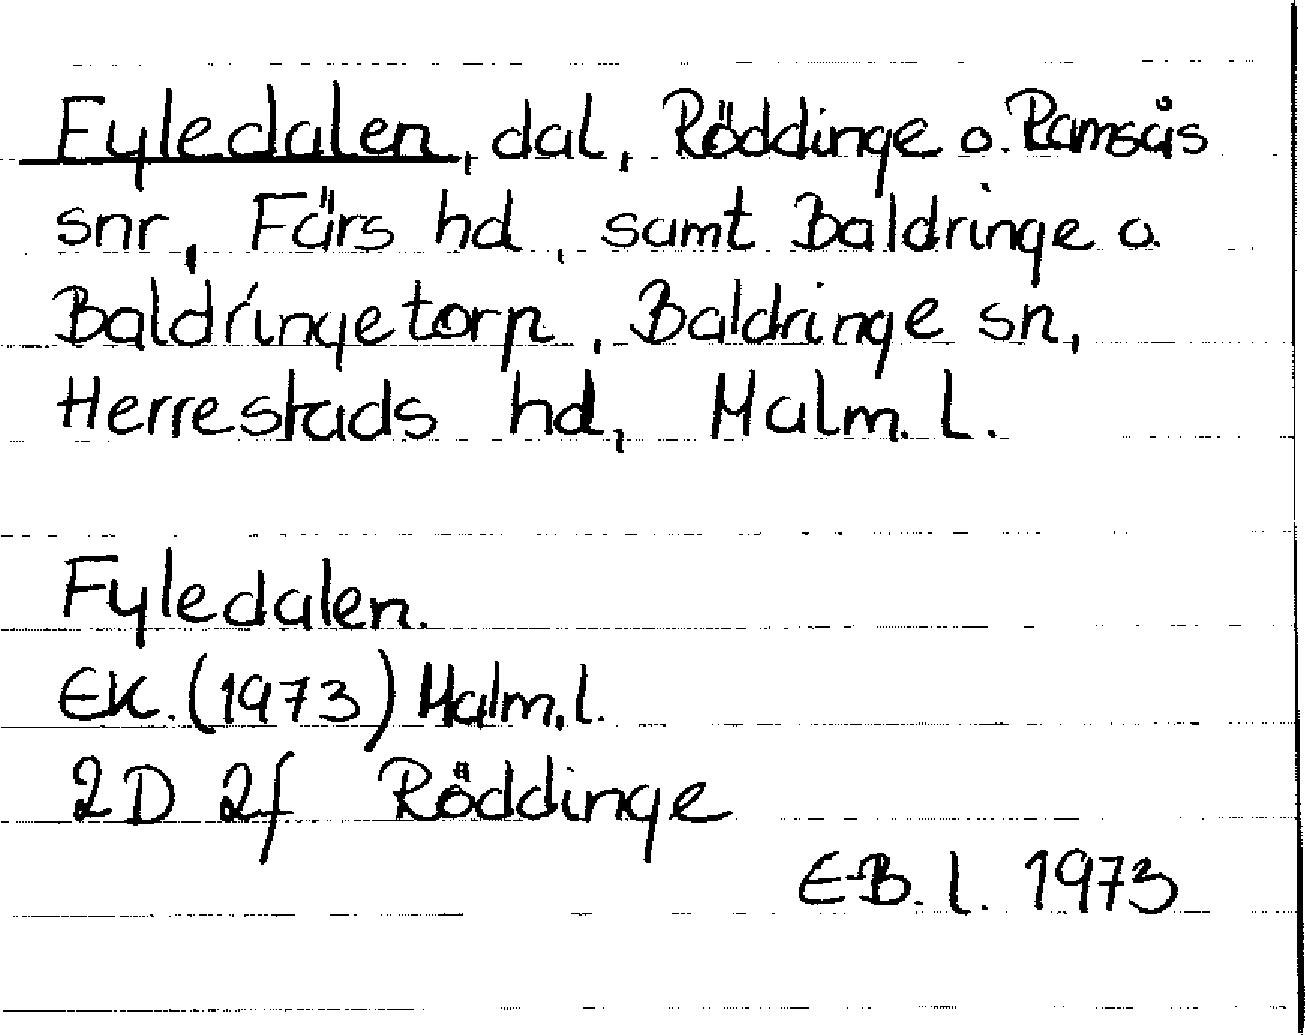 Fyledalen, dal, Röddinge o. Ramsås
snr, Färs hd, samt Baldringe o
Baldringetorp, Baldringe sn,
Herrestads hd, Malm. l.
Fyledalen.
EK. (1973) Malm. l.
2D 2f Röddinge
E-B. l. 1973